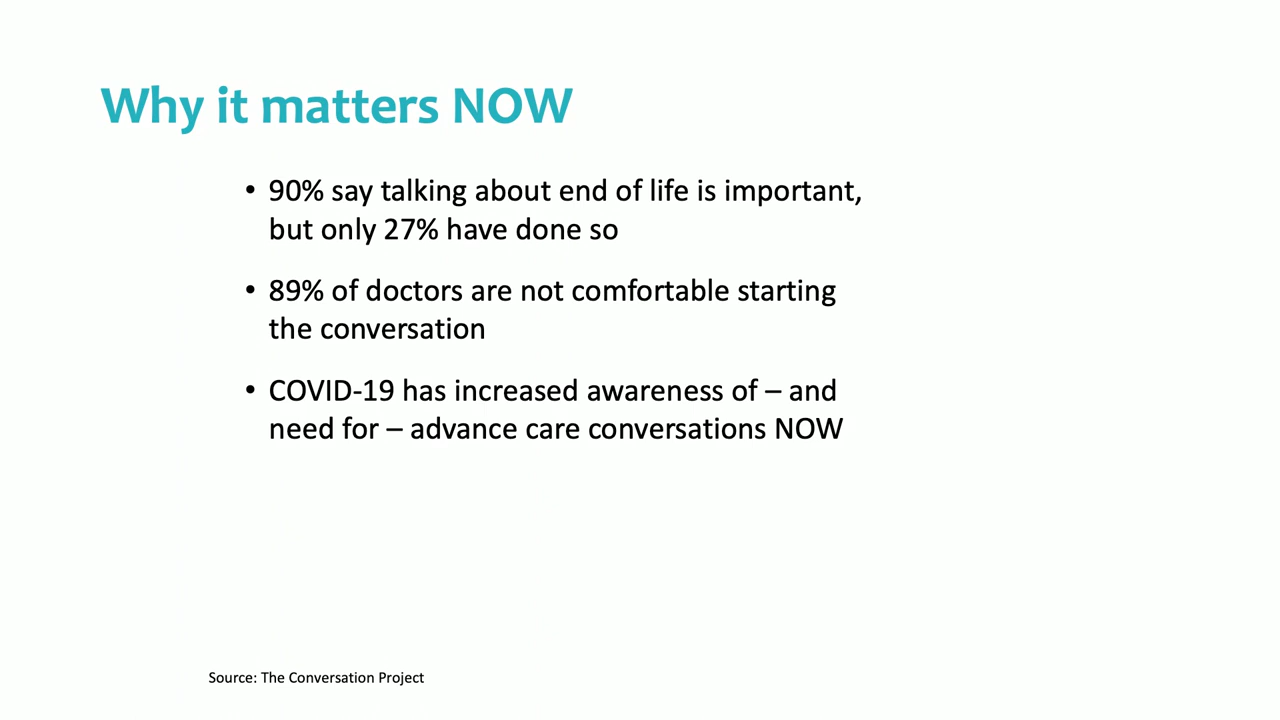 Why it matters NOW
• 90% say talking about end of life is important,
but only 27% have done so
• 89% of doctors are not comfortable starting
the conversation
• COVID-19 has increased awareness of – and
need for – advance care conversations NOW
Source: The Conversation Project